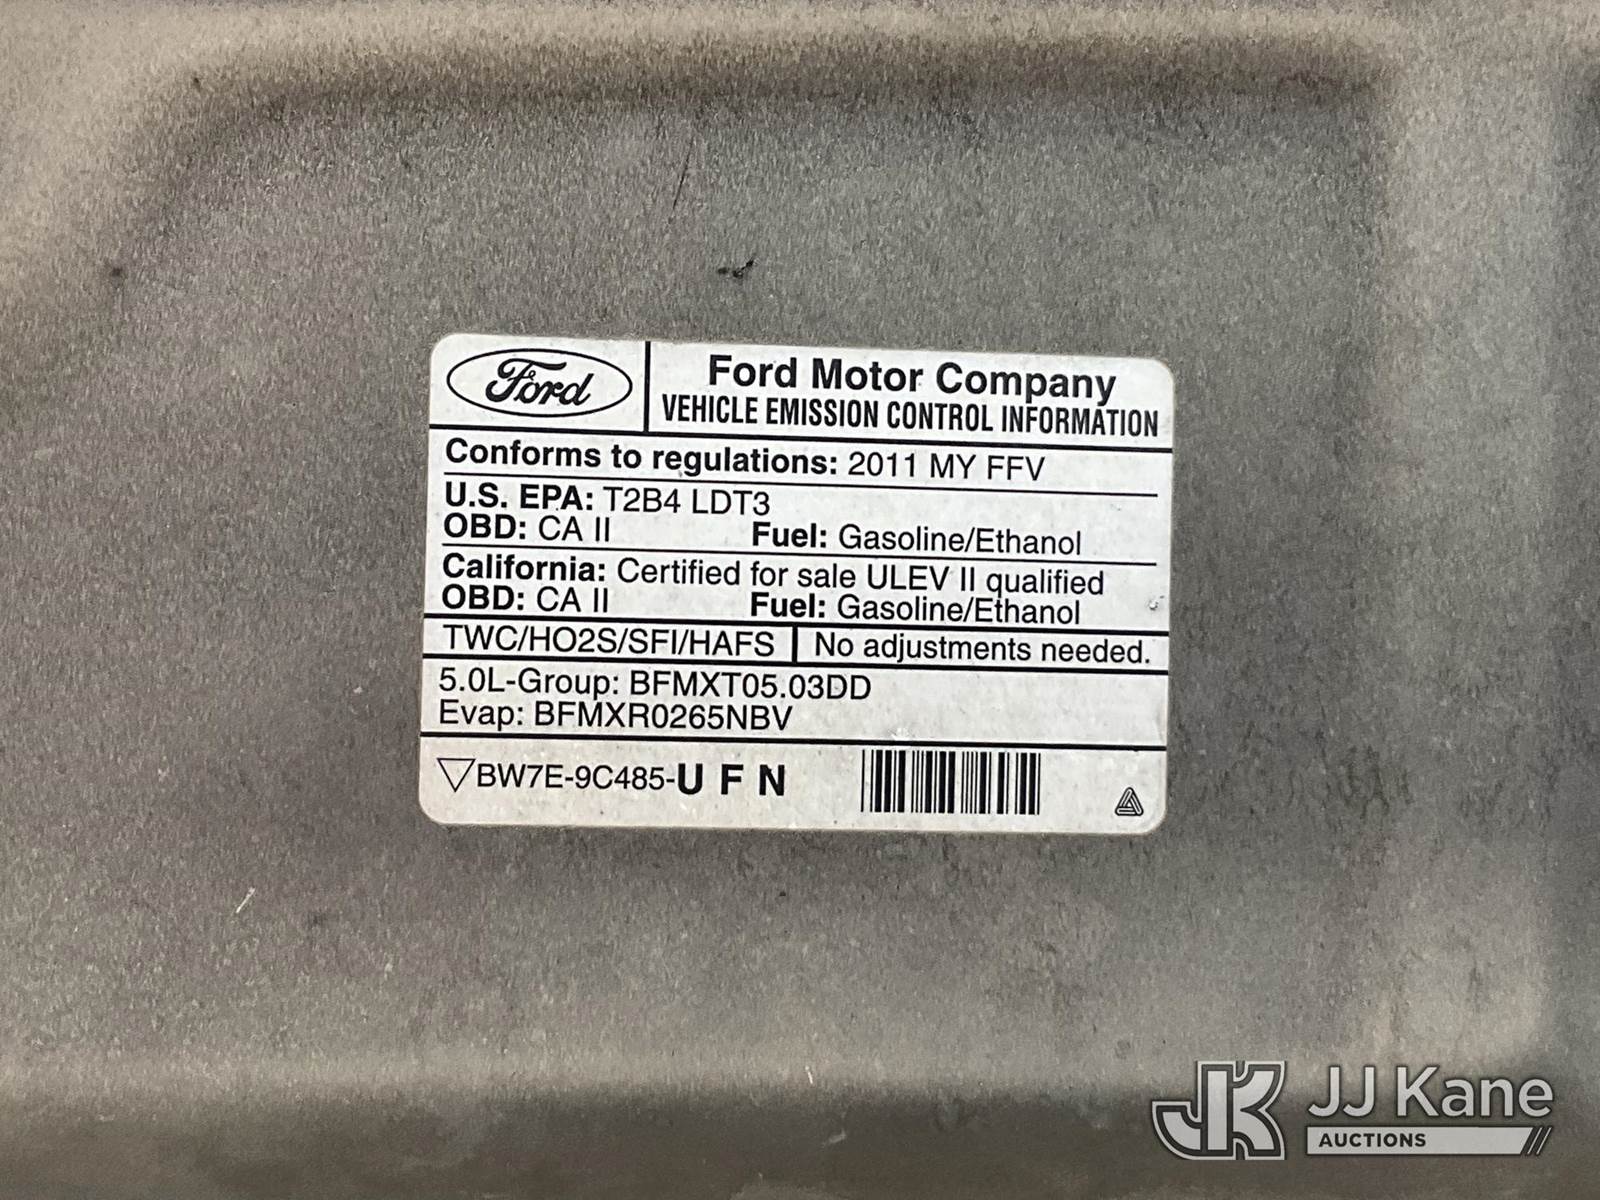 Ford
Ford Motor Company
VEHICLE EMISSION CONTROL INFORMATION
Conforms to regulations: 2011 MY FFV
U.S. EPA: T2B4 LDT3
OBD: CA II Fuel: Gasoline/Ethanol
California: Certified for sale ULEV II qualified
OBD: CA II Fuel: Gasoline/Ethanol
TWC/HO2S/SFI/HAFS No adjustments needed.
5.0L-Group: BFMXT05.03DD
Evap: BFMXR0265NBV
BW7E-9C485-U F N
JK JJ Kane
AUCTIONS